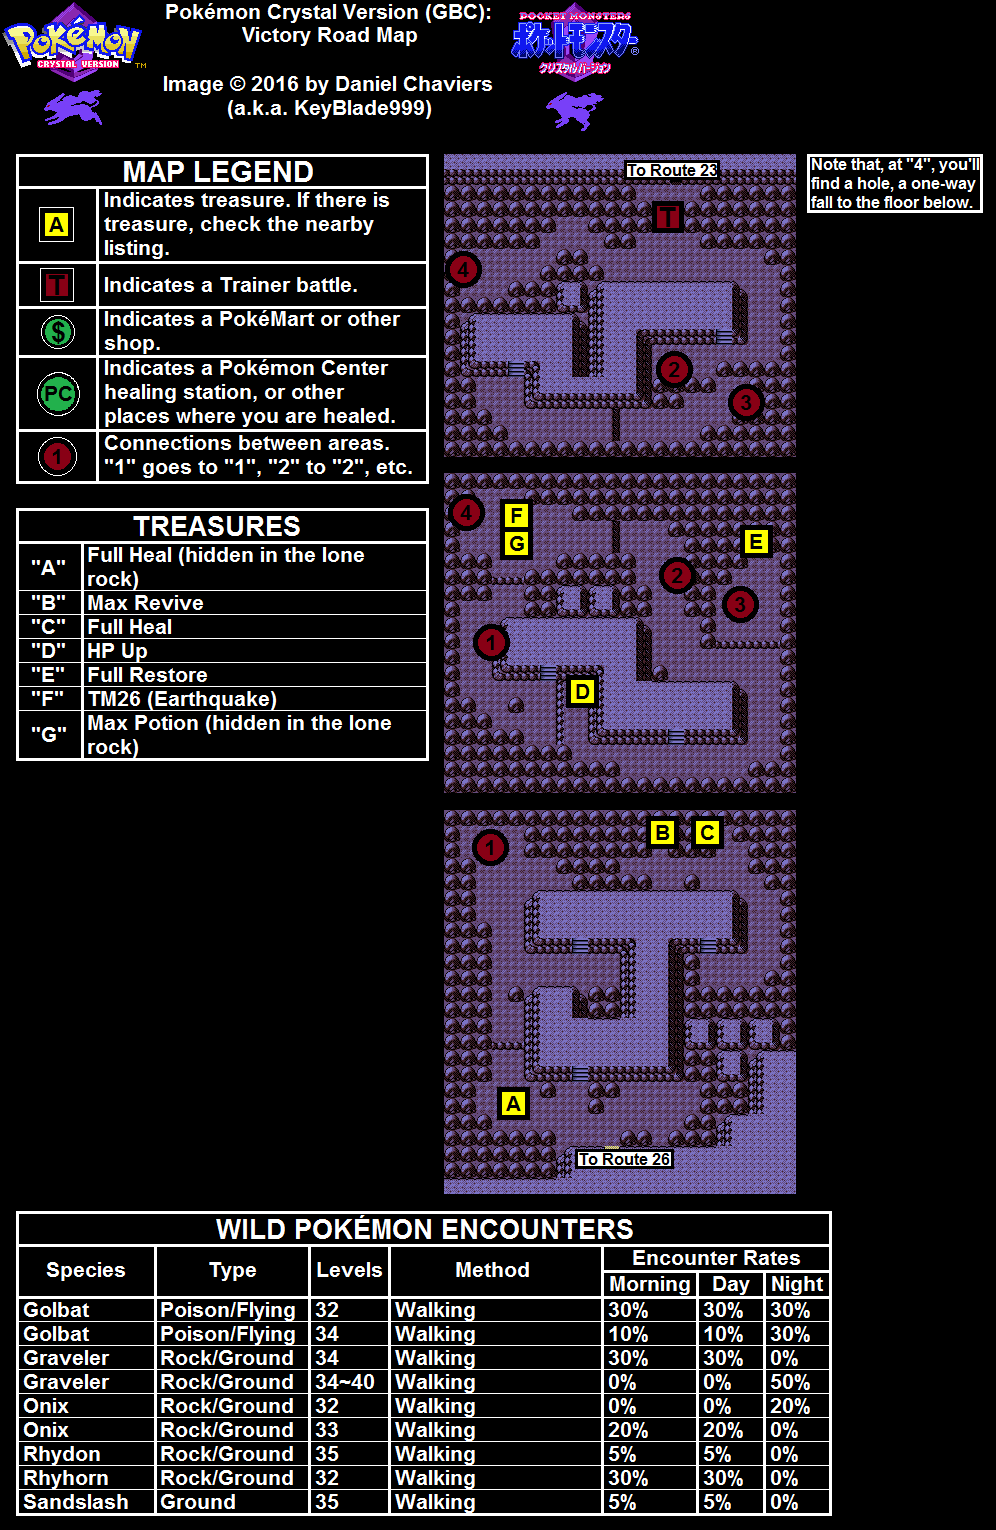 POKéMON
CRYSTAL VERSION
TM
Pokémon Crystal Version (GBC):
Victory Road Map
Image © 2016 by Daniel Chaviers
(a.k.a. KeyBlade999)
POCKET MONSTERS
ポケットモンスター
®
クリスタルバージョン
MAP LEGEND
A
Indicates treasure. If there is
treasure, check the nearby
listing.
T
Indicates a Trainer battle.
$
Indicates a PokéMart or other
shop.
PC
Indicates a Pokémon Center
healing station, or other
places where you are healed.
1
Connections between areas.
"1" goes to "1", "2" to "2", etc.
TREASURES
"A" Full Heal (hidden in the lone
rock)
"B" Max Revive
"C" Full Heal
"D" HP Up
"E" Full Restore
"F" TM26 (Earthquake)
"G" Max Potion (hidden in the lone
rock)
To Route 23
T
4
2
3
Note that, at "4", you'll
find a hole, a one-way
fall to the floor below.
4
F
G
E
2
3
1
D
1
B C
A
To Route 26
WILD POKÉMON ENCOUNTERS
Species Type Levels Method Encounter Rates
Morning Day Night
Golbat Poison/Flying 32 Walking 30% 30% 30%
Golbat Poison/Flying 34 Walking 10% 10% 30%
Graveler Rock/Ground 34 Walking 30% 30% 0%
Graveler Rock/Ground 34~40 Walking 0% 0% 50%
Onix Rock/Ground 32 Walking 0% 0% 20%
Onix Rock/Ground 33 Walking 20% 20% 0%
Rhydon Rock/Ground 35 Walking 5% 5% 0%
Rhyhorn Rock/Ground 32 Walking 30% 30% 0%
Sandslash Ground 35 Walking 5% 5% 0%